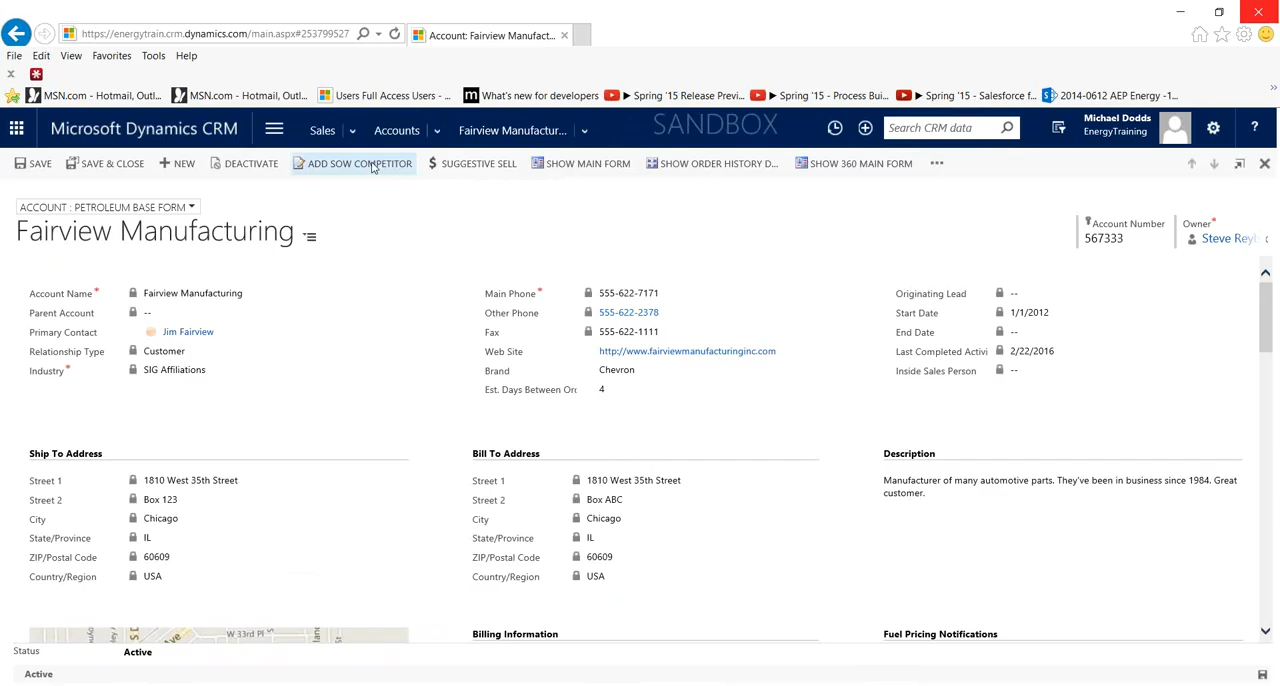 https://energytrain.crm.dynamics.com/main.aspx#253799527
Account: Fairview Manufact...
File Edit View Favorites Tools Help
x
MSN.com - Hotmail, Outl... MSN.com - Hotmail, Outl... Users Full Access Users - ... What's new for developers ▶ Spring '15 Release Previ... ▶ Spring '15 - Process Bui... ▶ Spring '15 - Salesforce f... 2014-0612 AEP Energy -1...
Microsoft Dynamics CRM Sales Accounts Fairview Manufactur... SANDBOX Search CRM data Michael Dodds ?
EnergyTraining
SAVE SAVE & CLOSE NEW DEACTIVATE ADD SOW COMPETITOR $ SUGGESTIVE SELL SHOW MAIN FORM SHOW ORDER HISTORY D... SHOW 360 MAIN FORM •••
ACCOUNT : PETROLEUM BASE FORM
Fairview Manufacturing
Account Number Owner*
567333 Steve Rey
Account Name* Fairview Manufacturing Main Phone* 555-622-7171 Originating Lead --
Parent Account -- Other Phone 555-622-2378 Start Date 1/1/2012
Primary Contact Jim Fairview Fax 555-622-1111 End Date --
Relationship Type Customer Web Site http://www.fairviewmanufacturinginc.com Last Completed Activi 2/22/2016
Industry* SIG Affiliations Brand Chevron Inside Sales Person --
Est. Days Between Orc 4
Ship To Address Bill To Address Description
Street 1 1810 West 35th Street Street 1 1810 West 35th Street Manufacturer of many automotive parts. They've been in business since 1984. Great
customer.
Street 2 Box 123 Street 2 Box ABC
City Chicago City Chicago
State/Province IL State/Province IL
ZIP/Postal Code 60609 ZIP/Postal Code 60609
Country/Region USA Country/Region USA
W 33rd Pl Billing Information Fuel Pricing Notifications
Status Active
Active